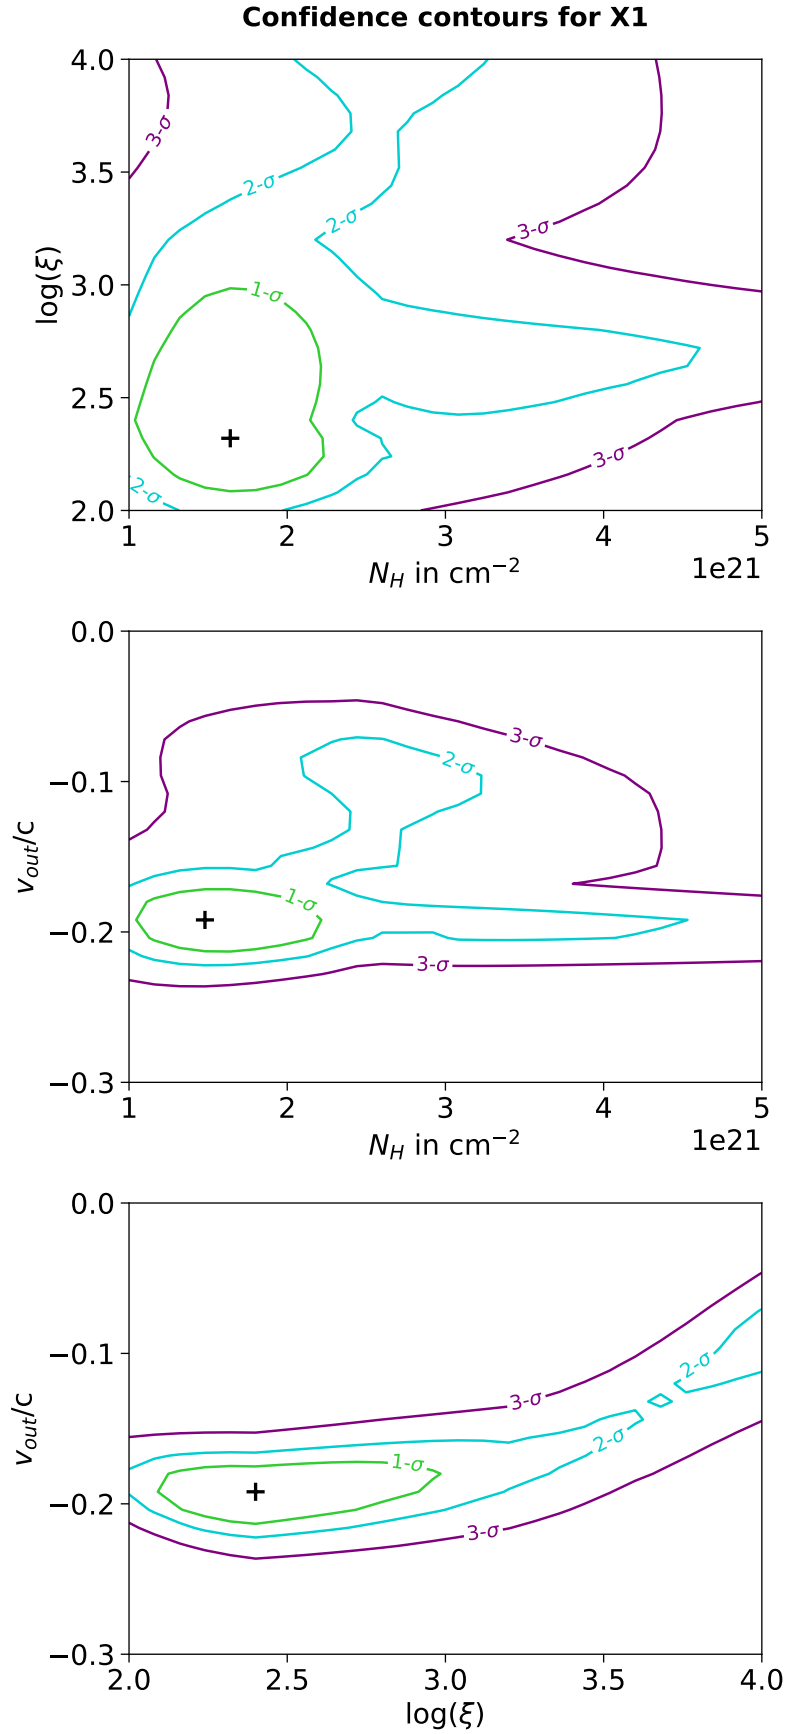 Confidence contours for X1
4.0
3.5
3.0
2.5
2.0
log(ξ)
3-σ
2-σ
2-σ
3-σ
1-σ
3-σ
2-σ
1 2 3 4 5
N_H in cm⁻²
1e21
0.0
−0.1
−0.2
−0.3
v_out/c
3-σ
2-σ
1-σ
3-σ
1 2 3 4 5
N_H in cm⁻²
1e21
0.0
−0.1
−0.2
−0.3
v_out/c
2-σ
3-σ
2-σ
1-σ
3-σ
2.0 2.5 3.0 3.5 4.0
log(ξ)